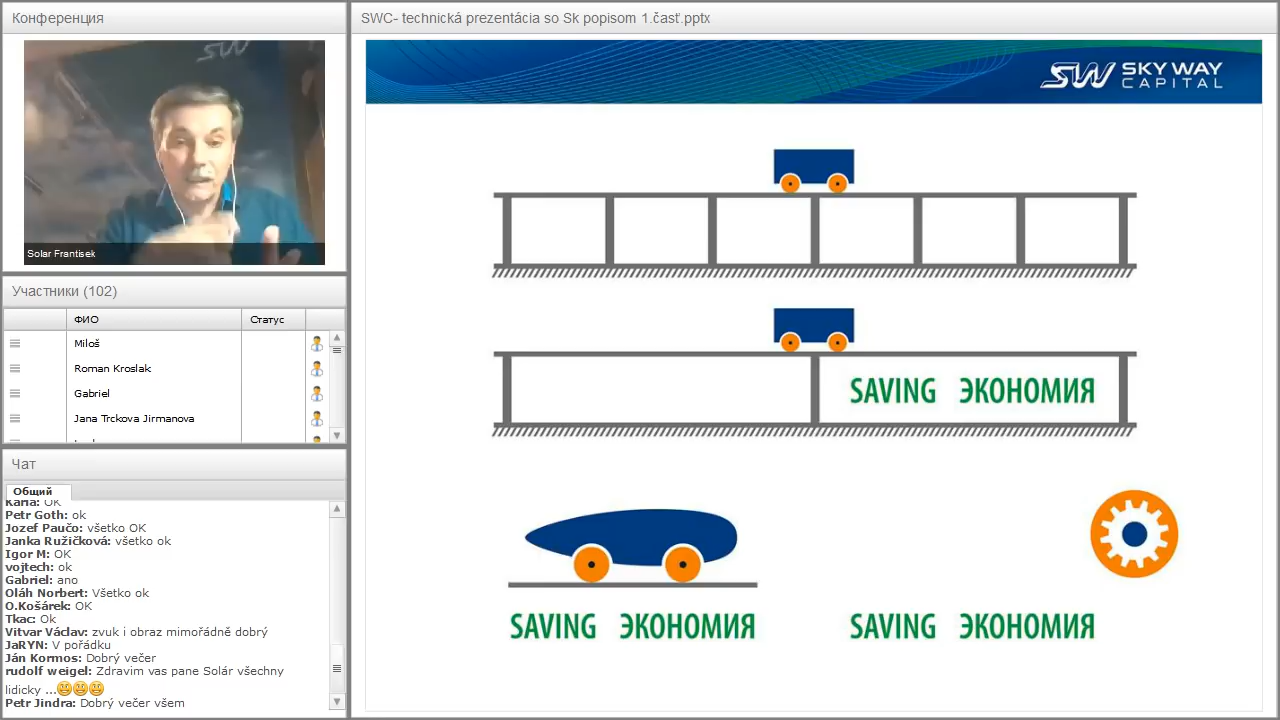 Конференция
SW
Solar Frantisek
Участники (102)
ФИО
Статус
Miloš
Roman Kroslak
Gabriel
Jana Trckova Jirmanova
Чат
Общий
Karla: OK
Petr Goth: ok
Jozef Paučo: všetko OK
Janka Ružičková: všetko ok
Igor M: OK
vojtech: ok
Gabriel: ano
Oláh Norbert: Všetko ok
O.Košárek: OK
Tkac: Ok
Vitvar Václav: zvuk i obraz mimořádně dobrý
JaRYN: V pořádku
Ján Kormos: Dobrý večer
rudolf weigel: Zdravim vas pane Solár všechny
lidicky ...
Petr Jindra: Dobrý večer všem
SWC- technická prezentácia so Sk popisom 1.časť.pptx
SW SKY WAY
CAPITAL
SAVING ЭКОНОМИЯ
SAVING ЭКОНОМИЯ
SAVING ЭКОНОМИЯ